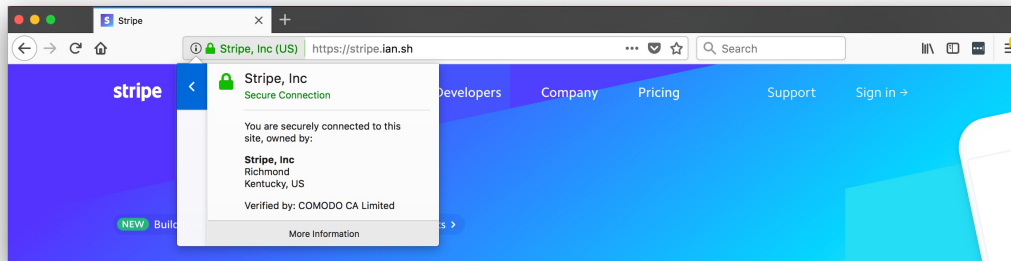 Stripe
Stripe, Inc (US) https://stripe.ian.sh Search
stripe Developers Company Pricing Support Sign in →
Stripe, Inc
Secure Connection
You are securely connected to this
site, owned by:
Stripe, Inc
Richmond
Kentucky, US
Verified by: COMODO CA Limited
More Information
NEW